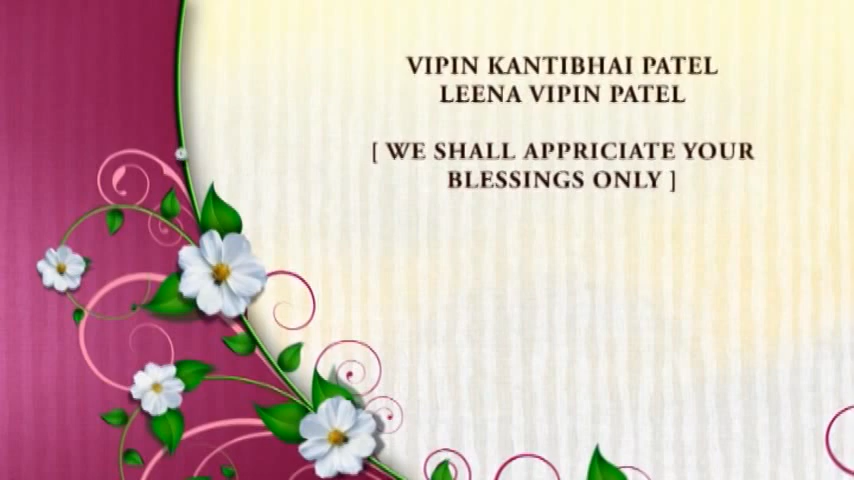 VIPIN KANTIBHAI PATEL
LEENA VIPIN PATEL
[ WE SHALL APPRICIATE YOUR
BLESSINGS ONLY ]